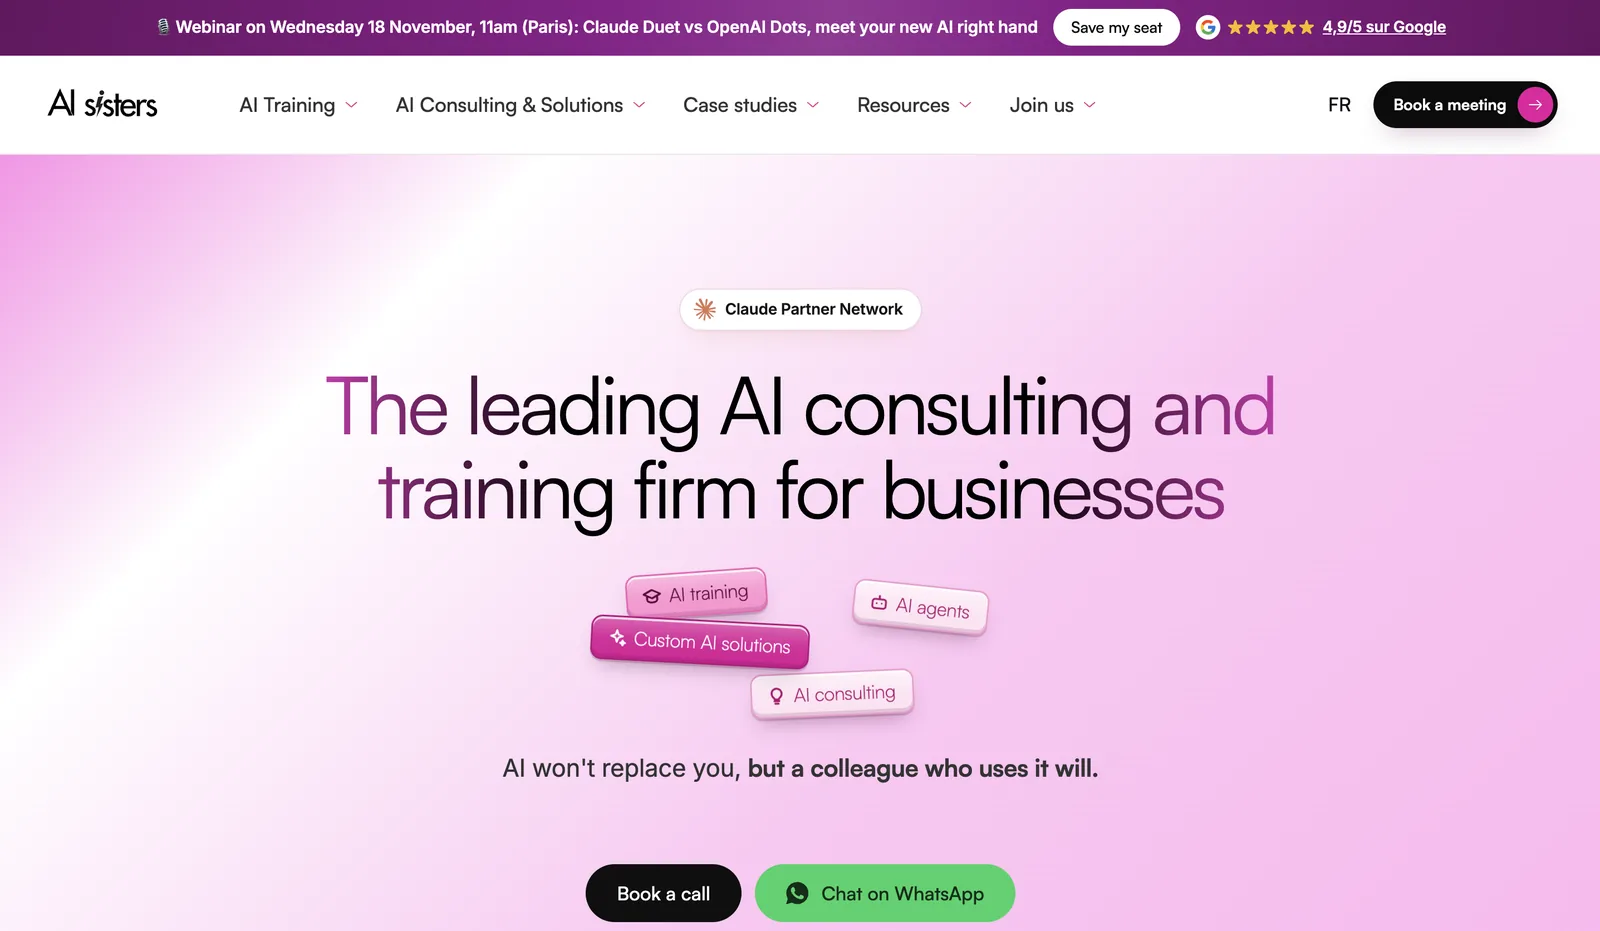 Webinar on Wednesday 18 November, 11am (Paris): Claude Duet vs OpenAI Dots, meet your new AI right hand
Save my seat
4,9/5 sur Google
AI sisters
AI Training
AI Consulting & Solutions
Case studies
Resources
Join us
FR
Book a meeting
Claude Partner Network
The leading AI consulting and
training firm for businesses
AI training
AI agents
Custom AI solutions
AI consulting
AI won't replace you, but a colleague who uses it will.
Book a call
Chat on WhatsApp